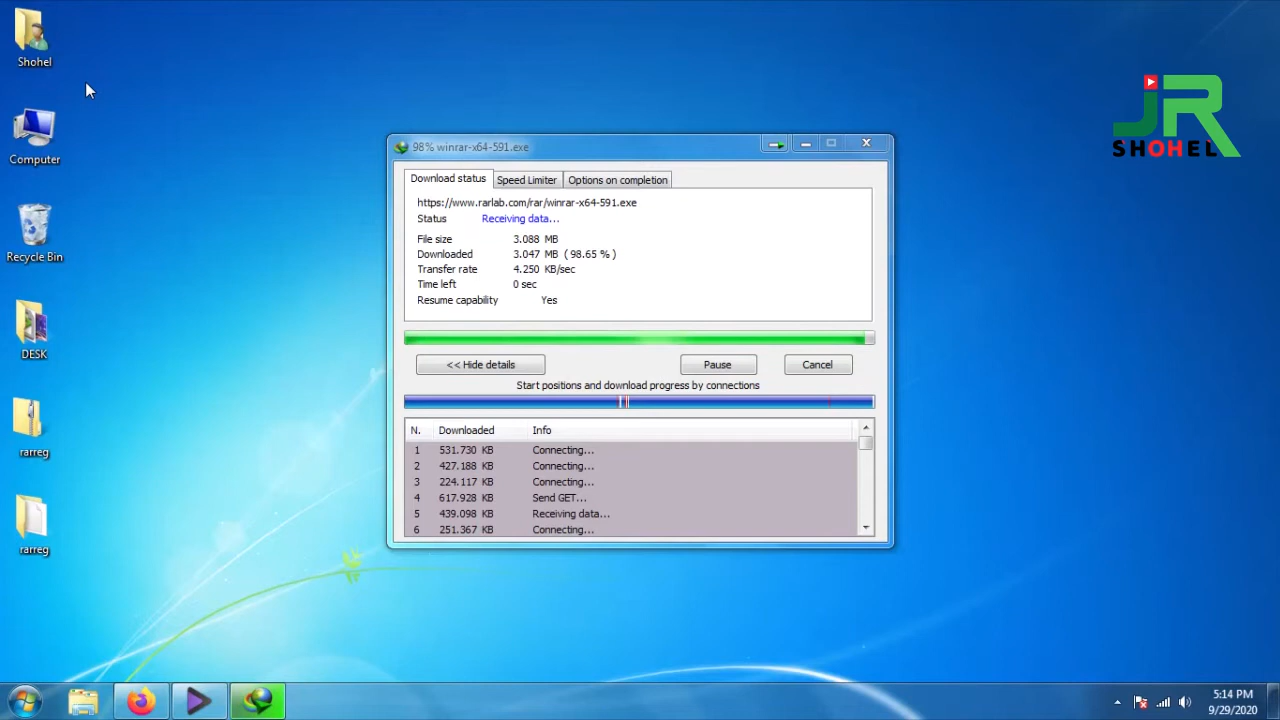 Shohel
Computer
Recycle Bin
DESK
rarreg
rarreg
JR
SHOHEL
98% winrar-x64-591.exe
Download status Speed Limiter Options on completion
https://www.rarlab.com/rar/winrar-x64-591.exe
Status Receiving data...
File size 3.088 MB
Downloaded 3.047 MB ( 98.65 % )
Transfer rate 4.250 KB/sec
Time left 0 sec
Resume capability Yes
<< Hide details Pause Cancel
Start positions and download progress by connections
N. Downloaded Info
1 531.730 KB Connecting...
2 427.188 KB Connecting...
3 224.117 KB Connecting...
4 617.928 KB Send GET...
5 439.098 KB Receiving data...
6 251.367 KB Connecting...
5:14 PM
9/29/2020